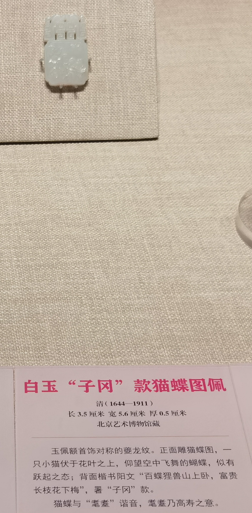 白玉“子冈”款猫蝶图佩
清（1644—1911）
长 3.5 厘米 宽 5.6 厘米 厚 0.5 厘米
北京艺术博物馆藏
玉佩额首饰对称的夔龙纹。正面雕猫蝶图，一
只小猫伏于花叶之上，仰望空中飞舞的蝴蝶，似有
跃起之态；背面楷书阳文“百蝶狸兽山上卧，富贵
长枝花下梅”，署“子冈”款。
猫蝶与“耄耋”谐音，耄耋乃高寿之意。